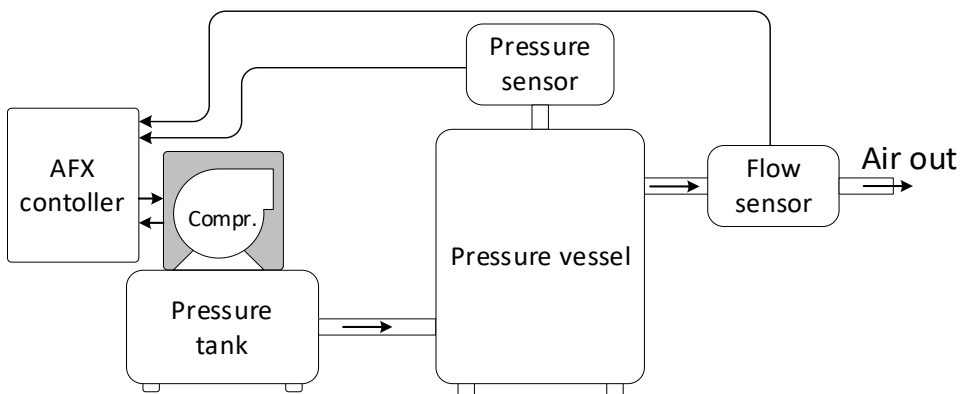 Pressure
sensor
AFX
contoller
Compr.
Flow
sensor
Air out
Pressure vessel
Pressure
tank